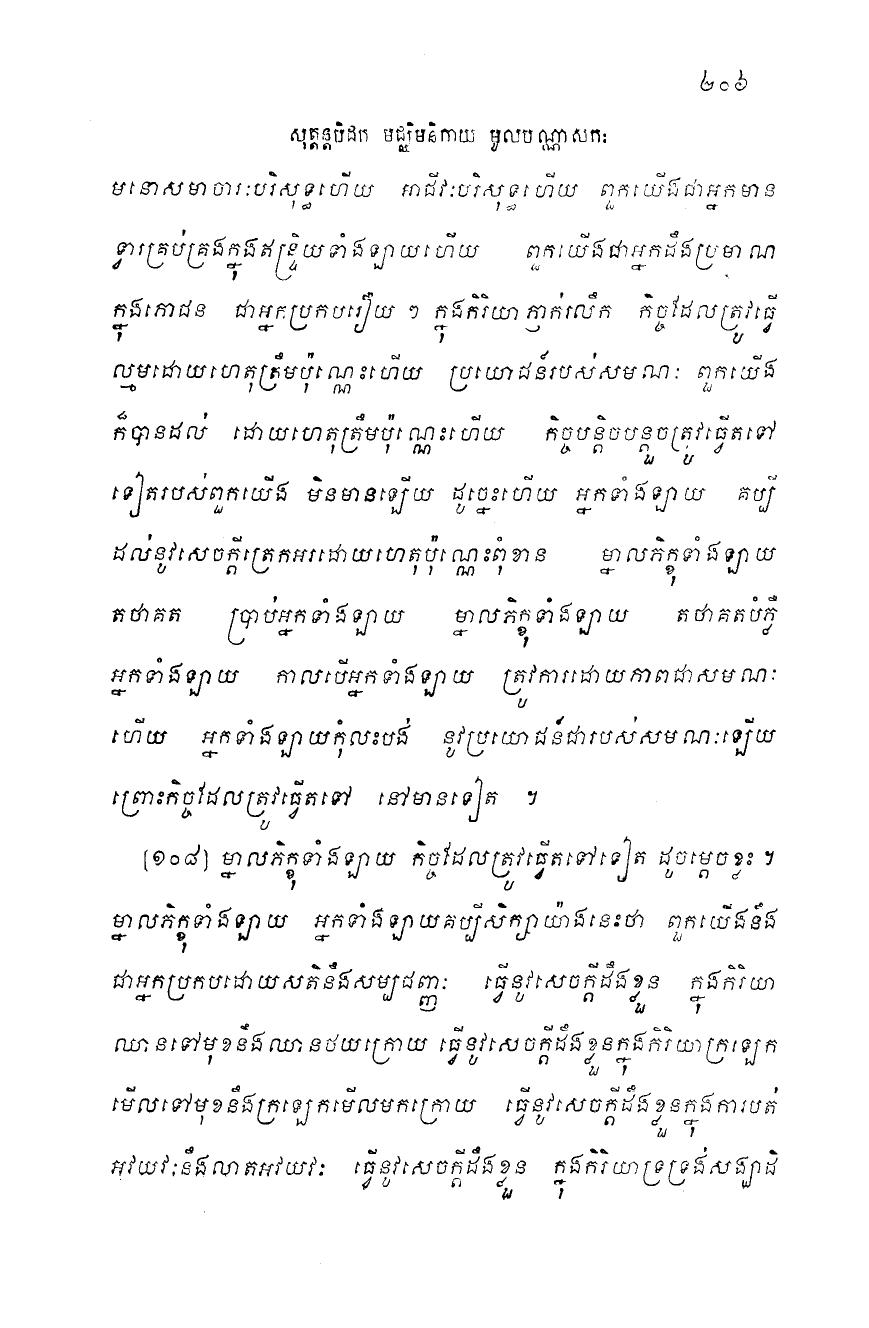 ២០៦
សុត្តន្តបិដក មជ្ឈិមនិកាយ មូលបណ្ណាសកៈ
មនោសមាចារៈបរិសុទ្ធហើយ អាជីវៈបរិសុទ្ធហើយ ពួកយើងជាអ្នកមាន
ទ្វារគ្រប់គ្រងក្នុងឥន្ទ្រិយទាំងឡាយហើយ ពួកយើងជាអ្នកដឹងប្រមាណ
ក្នុងភោជន ជាអ្នកប្រកបរឿយ ៗ ក្នុងកិរិយាភ្ញាក់រលឹក កិច្ចដែលត្រូវធ្វើ
ល្មមដោយហេតុត្រឹមប៉ុណ្ណេះហើយ ប្រយោជន៍របស់សមណៈ ពួកយើង
ក៏បានដល់ ដោយហេតុត្រឹមប៉ុណ្ណេះហើយ កិច្ចបន្តិចបន្តួចត្រូវធ្វើតទៅ
ទៀតរបស់ពួកយើង មិនមានឡើយ ដូច្នេះហើយ អ្នកទាំងឡាយ គប្បី
ដល់នូវសេចក្តីត្រេកអរដោយហេតុប៉ុណ្ណេះពុំខាន ម្នាលភិក្ខុទាំងឡាយ
តថាគត ប្រាប់អ្នកទាំងឡាយ ម្នាលភិក្ខុទាំងឡាយ តថាគតបំភ្លឺ
អ្នកទាំងឡាយ កាលបើអ្នកទាំងឡាយ ត្រូវការដោយភាពជាសមណៈ
ហើយ អ្នកទាំងឡាយកុំលះបង់ នូវប្រយោជន៍ជារបស់សមណៈឡើយ
ព្រោះកិច្ចដែលត្រូវធ្វើតទៅ នៅមានទៀត ។
[១០៨] ម្នាលភិក្ខុទាំងឡាយ កិច្ចដែលត្រូវធ្វើតទៅទៀត ដូចម្តេចខ្លះ ។
ម្នាលភិក្ខុទាំងឡាយ អ្នកទាំងឡាយគប្បីសិក្សាយ៉ាងនេះថា ពួកយើងនឹង
ជាអ្នកប្រកបដោយសតិនឹងសម្បជញ្ញៈ ធ្វើនូវសេចក្តីដឹងខ្លួន ក្នុងកិរិយា
ឈានទៅមុខនឹងឈានថយក្រោយ ធ្វើនូវសេចក្តីដឹងខ្លួនក្នុងកិរិយាក្រឡេក
មើលទៅមុខនឹងក្រឡេកមើលមកក្រោយ ធ្វើនូវសេចក្តីដឹងខ្លួនក្នុងការបត់
អវយវៈនឹងលាតអវយវៈ ធ្វើនូវសេចក្តីដឹងខ្លួន ក្នុងកិរិយាទ្រទ្រង់សង្ឃាដិ